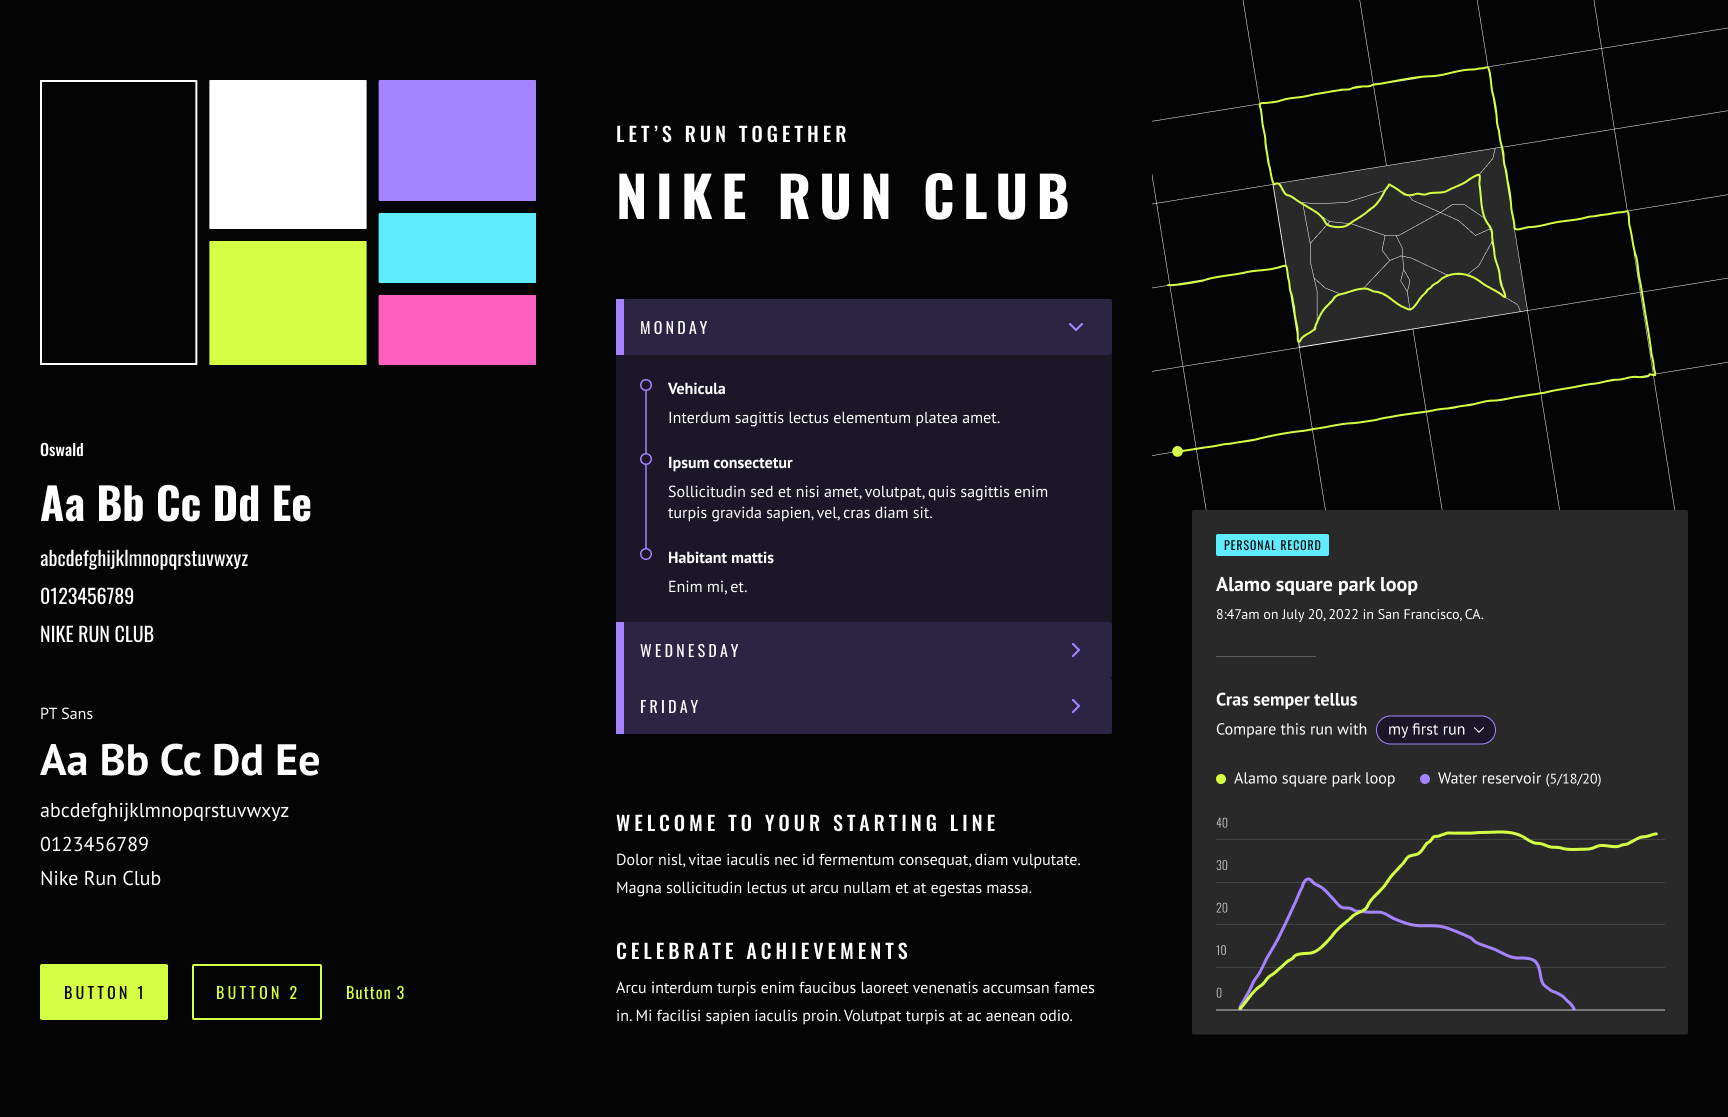 Oswald
Aa Bb Cc Dd Ee
abcdefghijklmnopqrstuvwxyz
0123456789
NIKE RUN CLUB
PT Sans
Aa Bb Cc Dd Ee
abcdefghijklmnopqrstuvwxyz
0123456789
Nike Run Club
BUTTON 1
BUTTON 2
Button 3
LET’S RUN TOGETHER
NIKE RUN CLUB
MONDAY
Vehicula
Interdum sagittis lectus elementum platea amet.
Ipsum consectetur
Sollicitudin sed et nisi amet, volutpat, quis sagittis enim
turpis gravida sapien, vel, cras diam sit.
Habitant mattis
Enim mi, et.
WEDNESDAY
FRIDAY
WELCOME TO YOUR STARTING LINE
Dolor nisl, vitae iaculis nec id fermentum consequat, diam vulputate.
Magna sollicitudin lectus ut arcu nullam et at egestas massa.
CELEBRATE ACHIEVEMENTS
Arcu interdum turpis enim faucibus laoreet venenatis accumsan fames
in. Mi facilisi sapien iaculis proin. Volutpat turpis at ac aenean odio.
PERSONAL RECORD
Alamo square park loop
8:47am on July 20, 2022 in San Francisco, CA.
Cras semper tellus
Compare this run with my first run
Alamo square park loop
Water reservoir (5/18/20)
40
30
20
10
0